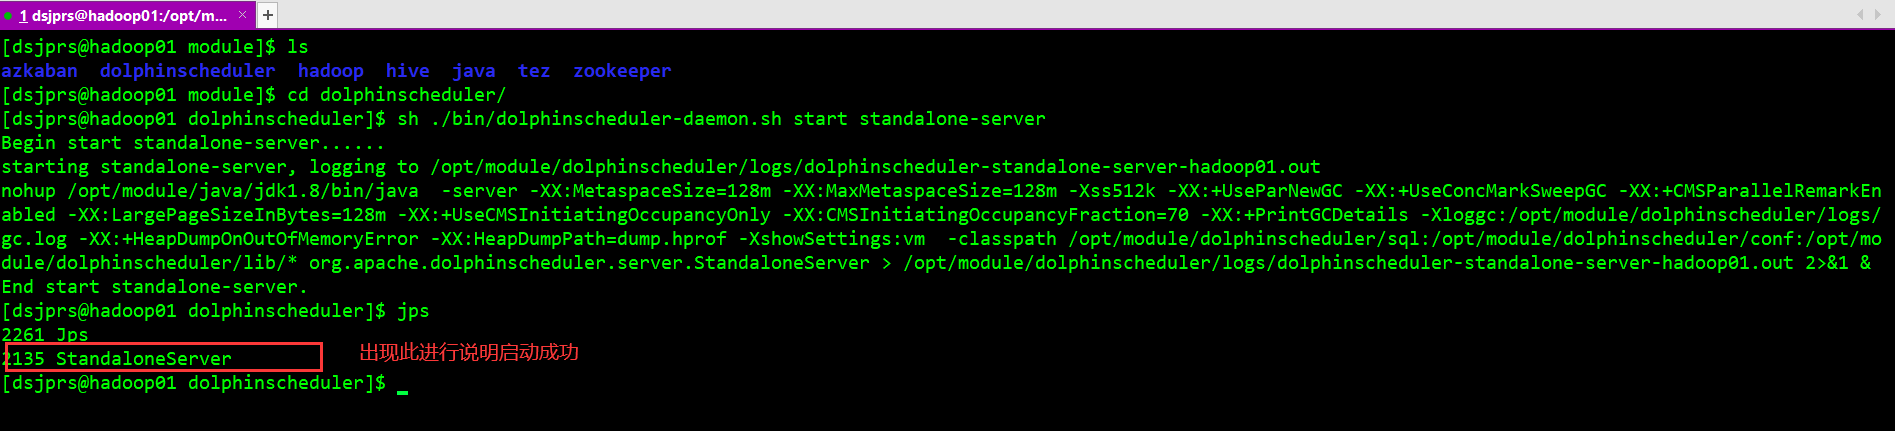 1 dsjprs@hadoop01:/opt/m... × +
[dsjprs@hadoop01 module]$ ls
azkaban  dolphinscheduler  hadoop  hive  java  tez  zookeeper
[dsjprs@hadoop01 module]$ cd dolphinscheduler/
[dsjprs@hadoop01 dolphinscheduler]$ sh ./bin/dolphinscheduler-daemon.sh start standalone-server
Begin start standalone-server......
starting standalone-server, logging to /opt/module/dolphinscheduler/logs/dolphinscheduler-standalone-server-hadoop01.out
nohup /opt/module/java/jdk1.8/bin/java  -server -XX:MetaspaceSize=128m -XX:MaxMetaspaceSize=128m -Xss512k -XX:+UseParNewGC -XX:+UseConcMarkSweepGC -XX:+CMSParallelRemarkEn
abled -XX:LargePageSizeInBytes=128m -XX:+UseCMSInitiatingOccupancyOnly -XX:CMSInitiatingOccupancyFraction=70 -XX:+PrintGCDetails -Xloggc:/opt/module/dolphinscheduler/logs/
gc.log -XX:+HeapDumpOnOutOfMemoryError -XX:HeapDumpPath=dump.hprof -XshowSettings:vm  -classpath /opt/module/dolphinscheduler/sql:/opt/module/dolphinscheduler/conf:/opt/mo
dule/dolphinscheduler/lib/* org.apache.dolphinscheduler.server.StandaloneServer > /opt/module/dolphinscheduler/logs/dolphinscheduler-standalone-server-hadoop01.out 2>&1 &
End start standalone-server.
[dsjprs@hadoop01 dolphinscheduler]$ jps
2261 Jps
2135 StandaloneServer 出现此进行说明启动成功
[dsjprs@hadoop01 dolphinscheduler]$